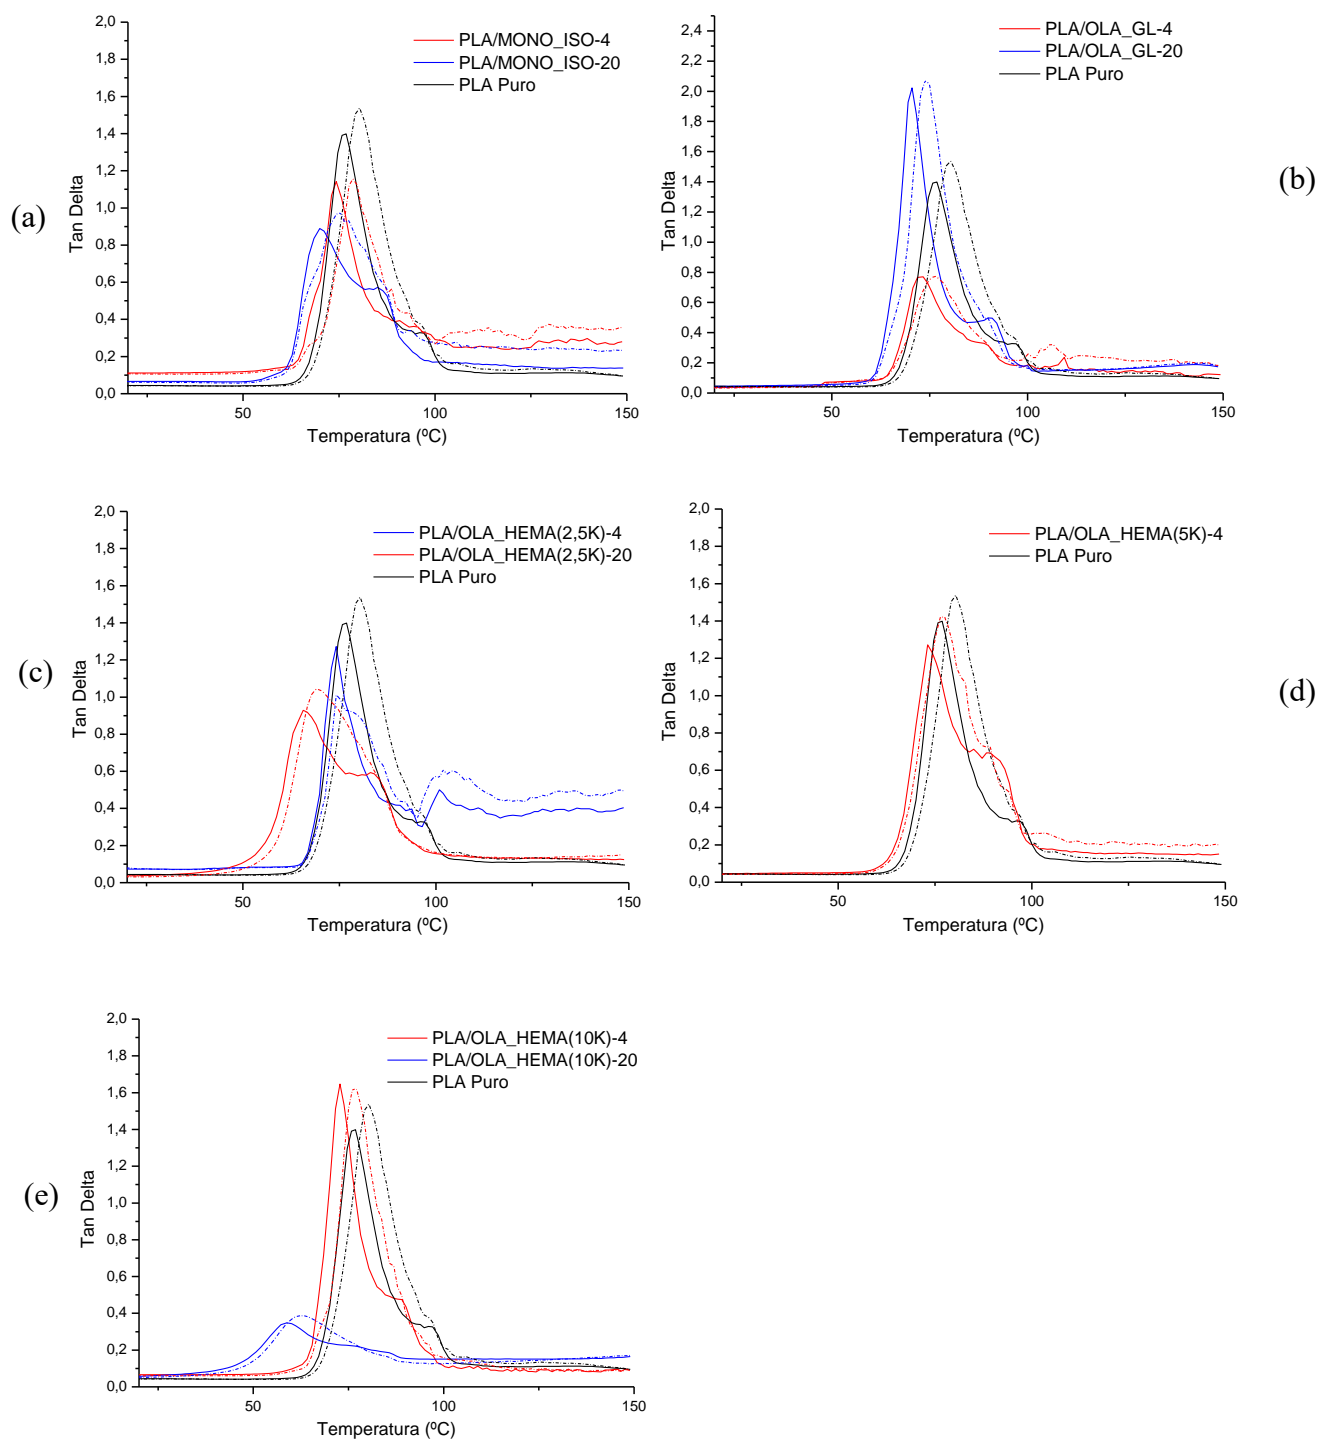 (a)
2,0
1,8
1,6
1,4
1,2
1,0
0,8
0,6
0,4
0,2
0,0
Tan Delta
50
100
150
Temperatura (ºC)
PLA/MONO_ISO-4
PLA/MONO_ISO-20
PLA Puro
(b)
2,4
2,2
2,0
1,8
1,6
1,4
1,2
1,0
0,8
0,6
0,4
0,2
0,0
Tan Delta
50
100
150
Temperatura (ºC)
PLA/OLA_GL-4
PLA/OLA_GL-20
PLA Puro
(c)
2,0
1,8
1,6
1,4
1,2
1,0
0,8
0,6
0,4
0,2
0,0
Tan Delta
50
100
150
Temperatura (ºC)
PLA/OLA_HEMA(2,5K)-4
PLA/OLA_HEMA(2,5K)-20
PLA Puro
(d)
2,0
1,8
1,6
1,4
1,2
1,0
0,8
0,6
0,4
0,2
0,0
Tan Delta
50
100
150
Temperatura (ºC)
PLA/OLA_HEMA(5K)-4
PLA Puro
(e)
2,0
1,8
1,6
1,4
1,2
1,0
0,8
0,6
0,4
0,2
0,0
Tan Delta
50
100
150
Temperatura (ºC)
PLA/OLA_HEMA(10K)-4
PLA/OLA_HEMA(10K)-20
PLA Puro